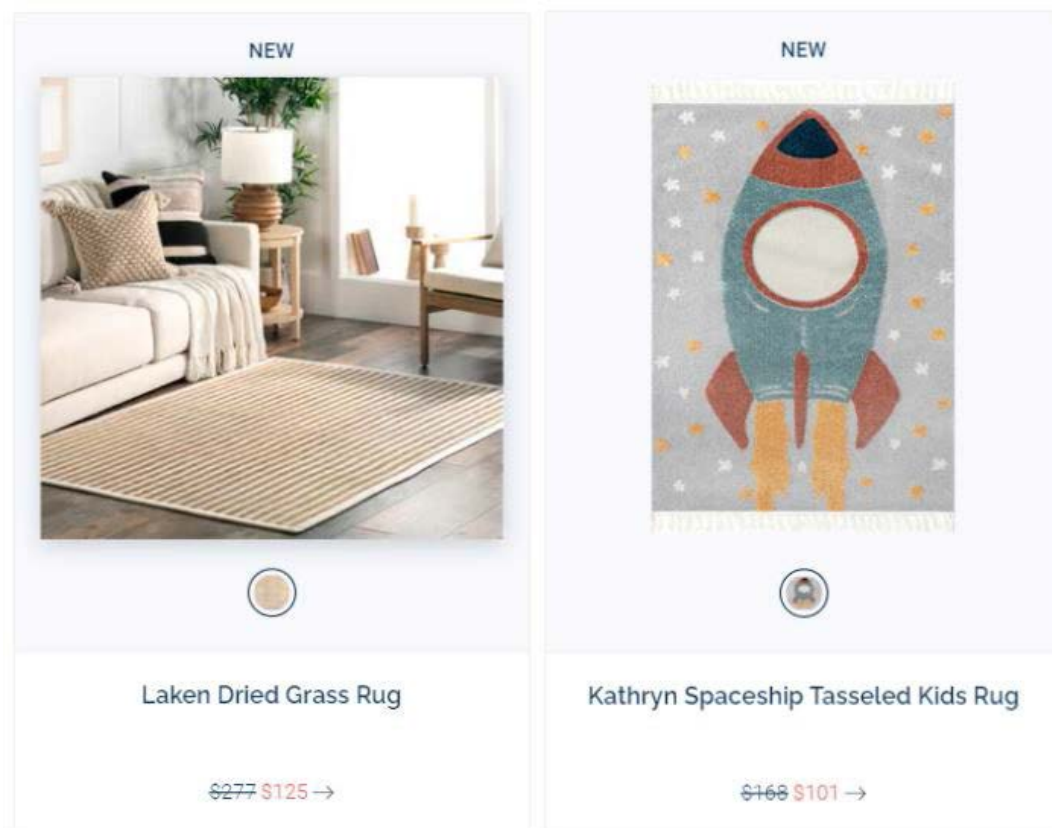 NEW
Laken Dried Grass Rug
$277 $125 →
NEW
Kathryn Spaceship Tasseled Kids Rug
$168 $101 →